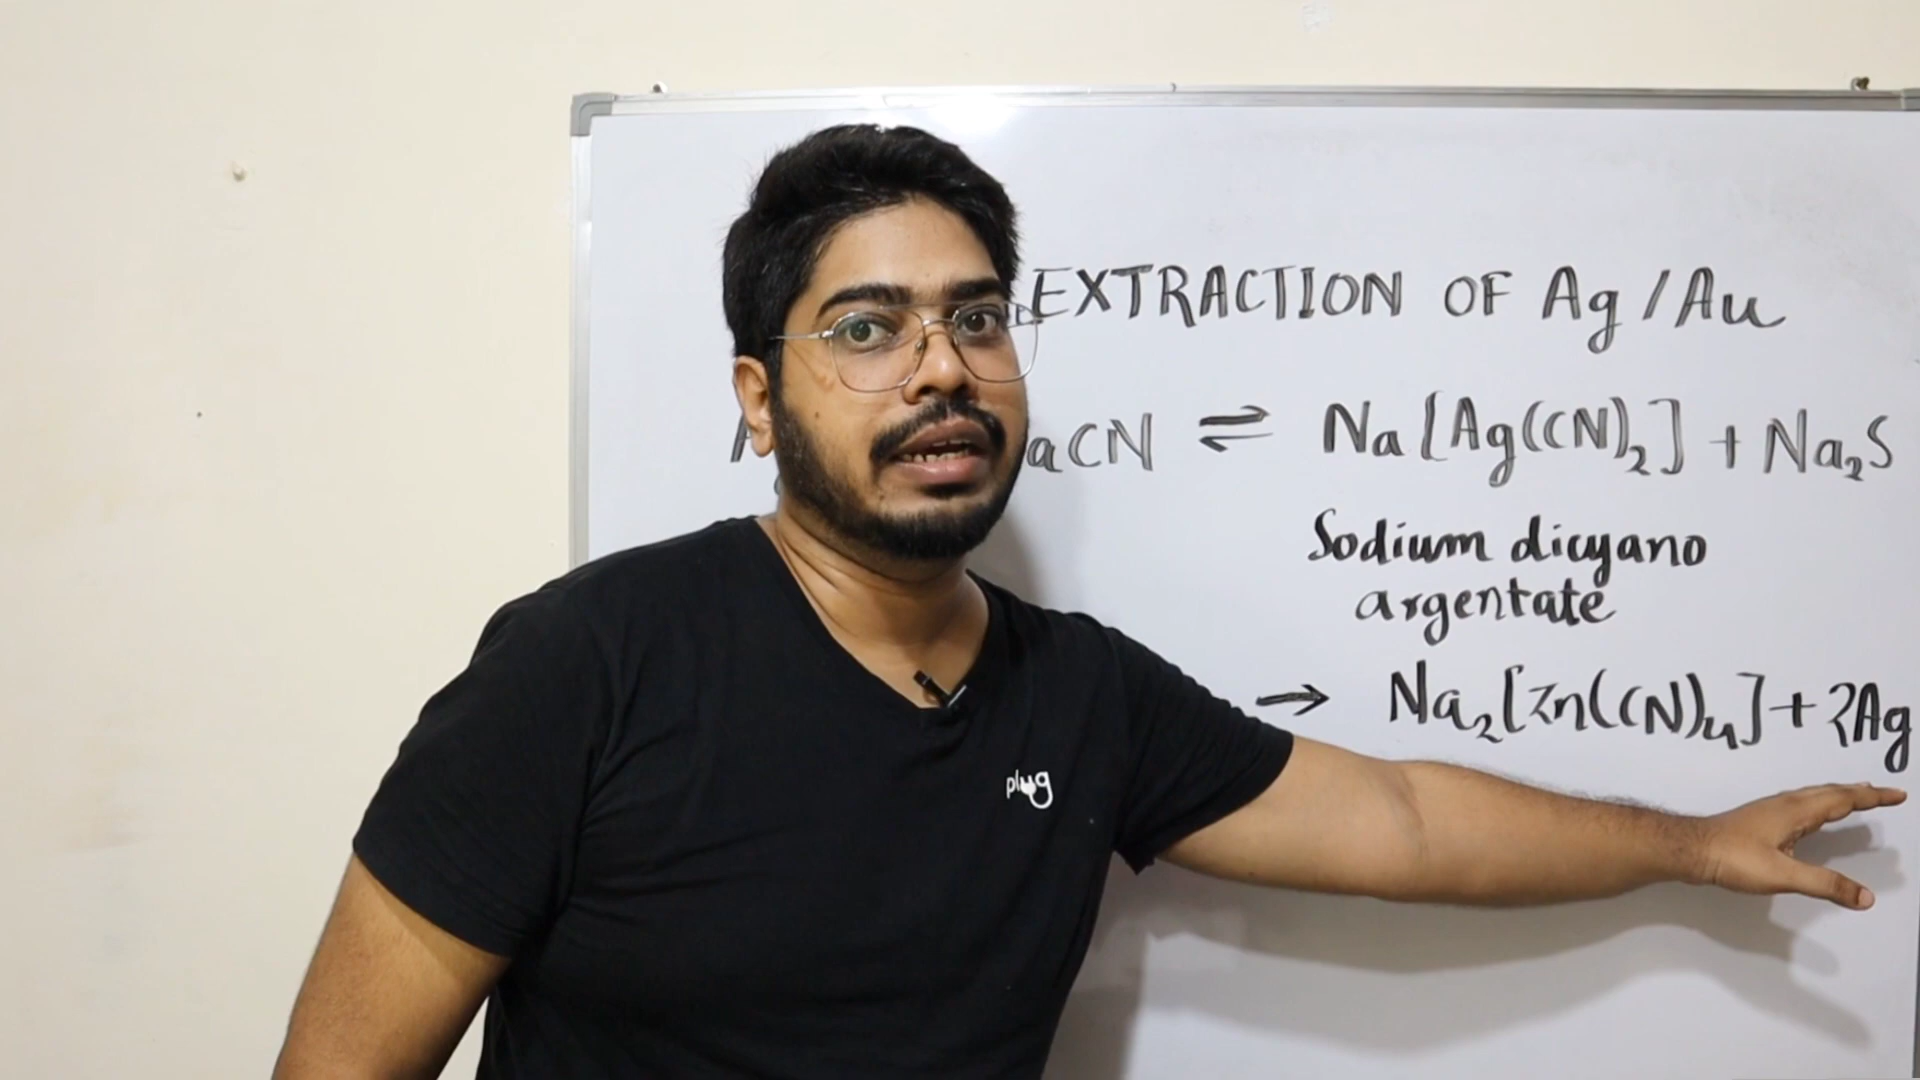 EXTRACTION OF Ag/Au
aCN ⇌ Na[Ag(CN)₂] + Na₂S
Sodium dicyano
argentate
→ Na₂[Zn(CN)₄] + 2Ag
plug